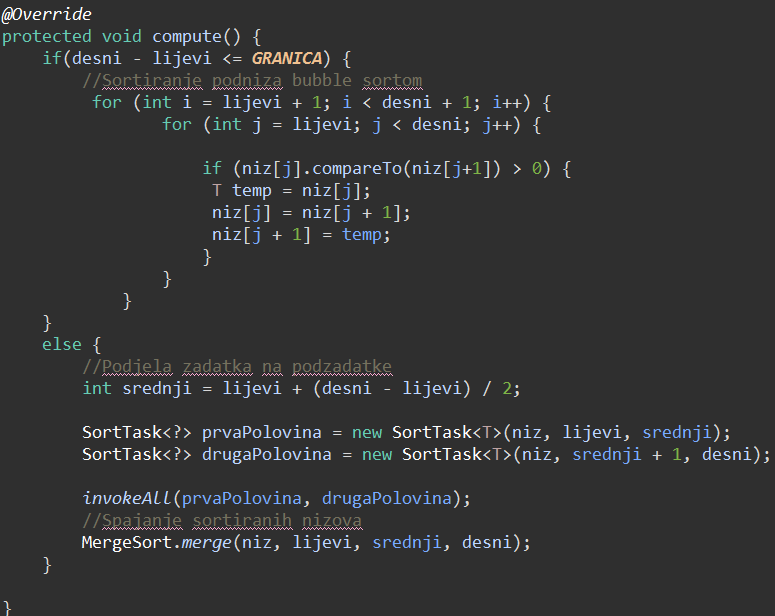 @Override
protected void compute() {
    if(desni - lijevi <= GRANICA) {
        //Sortiranje podniza bubble sortom
         for (int i = lijevi + 1; i < desni + 1; i++) {
                for (int j = lijevi; j < desni; j++) {
                    if (niz[j].compareTo(niz[j+1]) > 0) {
                     T temp = niz[j];
                     niz[j] = niz[j + 1];
                     niz[j + 1] = temp;
                    }
                }
            }
    }
    else {
        //Podjela zadatka na podzadatke
        int srednji = lijevi + (desni - lijevi) / 2;
        SortTask<?> prvaPolovina = new SortTask<T>(niz, lijevi, srednji);
        SortTask<?> drugaPolovina = new SortTask<T>(niz, srednji + 1, desni);
        invokeAll(prvaPolovina, drugaPolovina);
        //Spajanje sortiranih nizova
        MergeSort.merge(niz, lijevi, srednji, desni);
    }
}